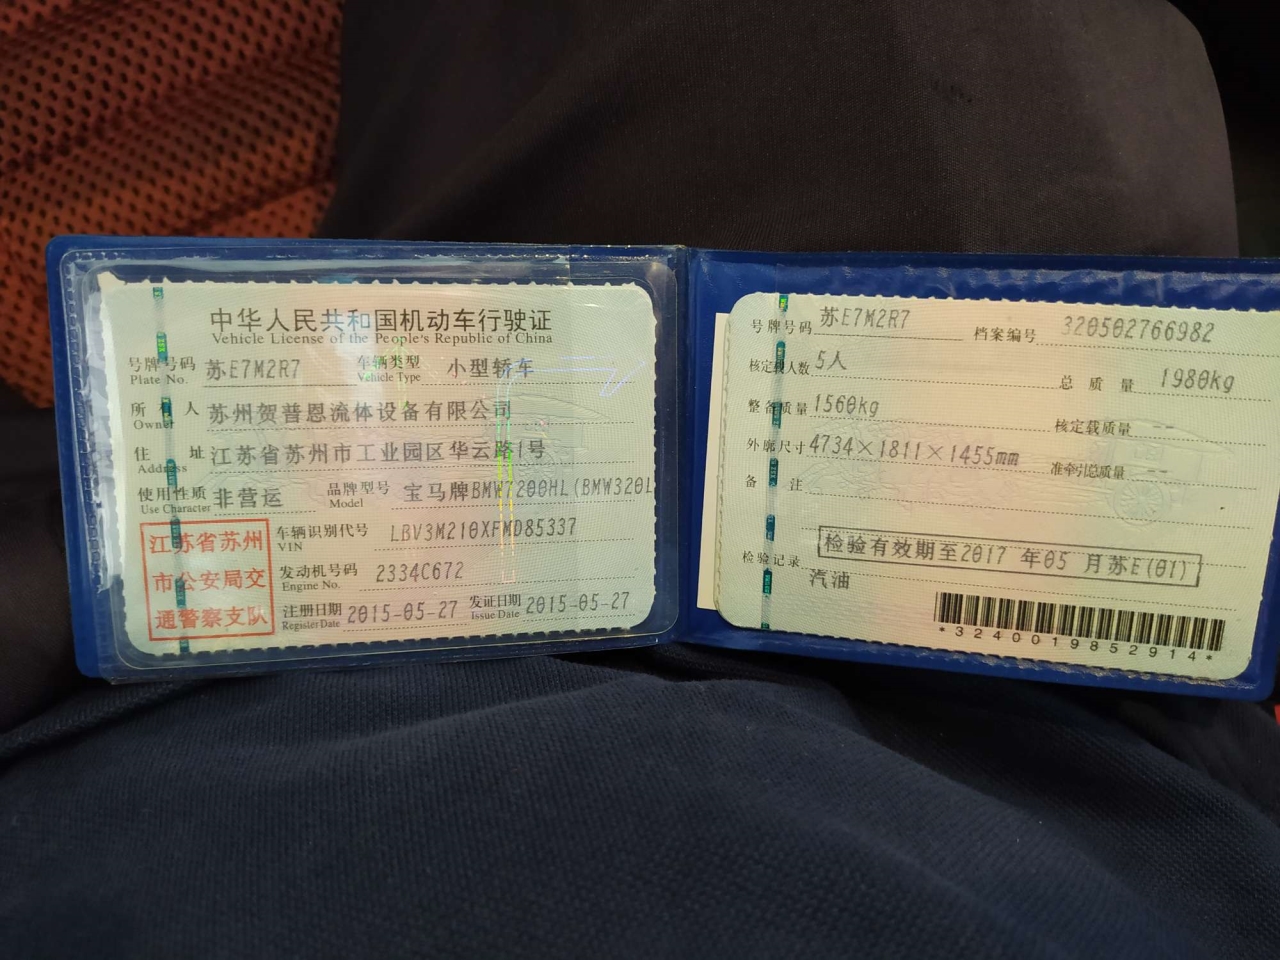 中华人民共和国机动车行驶证
Vehicle License of the People's Republic of China
号牌号码 苏E7M2R7 车辆类型 小型轿车
Plate No. Vehicle Type
所有人 苏州贺普恩流体设备有限公司
Owner
住址 江苏省苏州市工业园区华云路1号
Address
使用性质 非营运 品牌型号 宝马牌BMW7200HL(BMW320L
Use Character Model
江苏省苏州
市公安局交
通警察支队
车辆识别代号 LBV3M210XFMD85337
VIN
发动机号码 2334C672
Engine No.
注册日期 2015-05-27 发证日期 2015-05-27
Register Date Issue Date
号牌号码 苏E7M2R7 档案编号 320502766982
核定载人数 5人 总质量 1980kg
整备质量 1560kg 核定载质量 --
外廓尺寸 4734×1811×1455mm 准牵引总质量 --
备注
检验记录 检验有效期至2017年05月苏E(01)
汽油
*3240019852914*